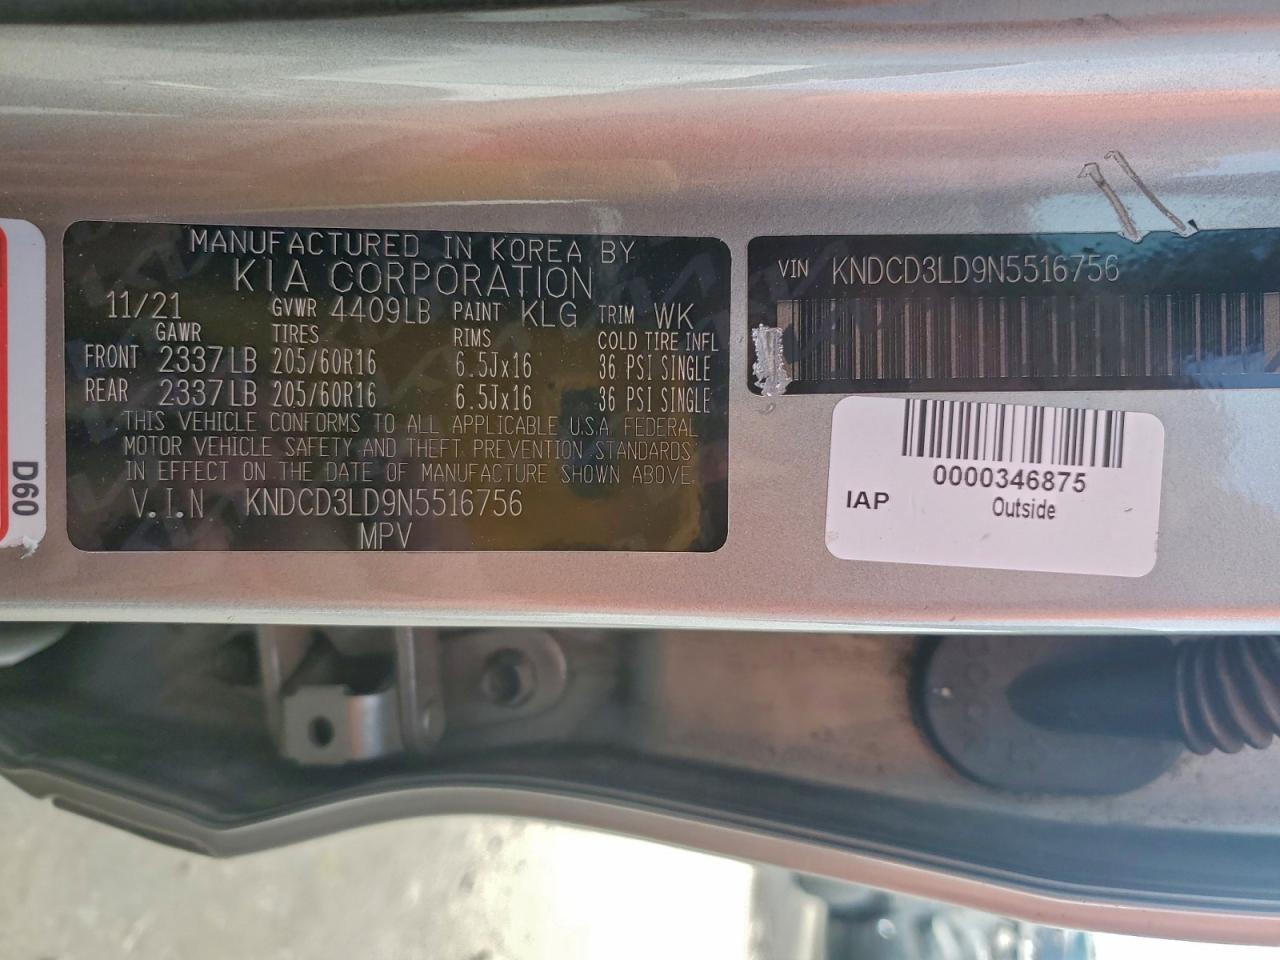 MANUFACTURED IN KOREA BY
KIA CORPORATION
11/21 GVWR 4409LB PAINT KLG TRIM WK
GAWR TIRES RIMS COLD TIRE INFL
FRONT 2337LB 205/60R16 6.5Jx16 36 PSI SINGLE
REAR 2337LB 205/60R16 6.5Jx16 36 PSI SINGLE
THIS VEHICLE CONFORMS TO ALL APPLICABLE U.S.A. FEDERAL
MOTOR VEHICLE SAFETY AND THEFT PREVENTION STANDARDS
IN EFFECT ON THE DATE OF MANUFACTURE SHOWN ABOVE.
V.I.N KNDCD3LD9N5516756
MPV
VIN KNDCD3LD9N5516756
0000346875
IAP Outside
D60